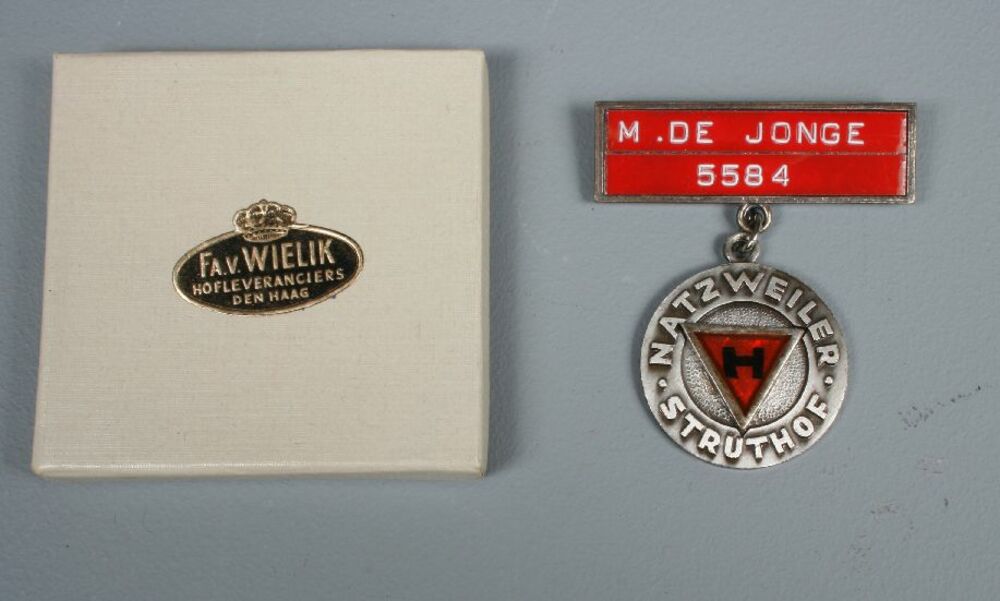 FA.V. WIELIK
HOFLEVERANCIERS
DEN HAAG
M.DE JONGE
5584
NATZWEILER
H
· STRUTHOF ·